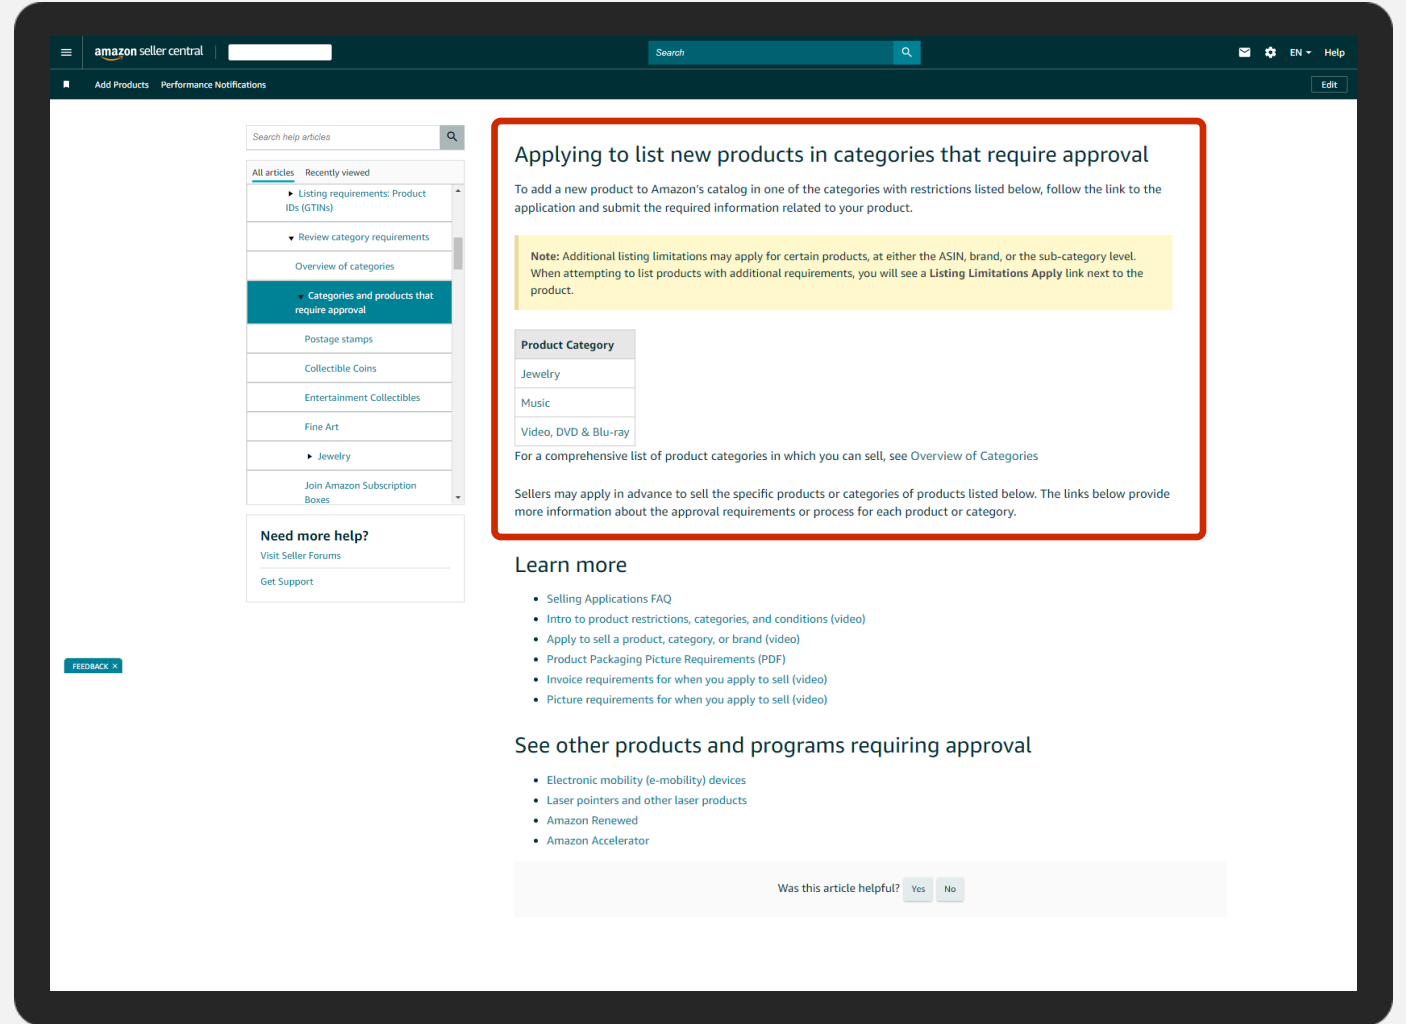 amazon seller central
Search
EN
Help
Add Products
Performance Notifications
Edit
Search help articles
All articles
Recently viewed
Listing requirements: Product
IDs (GTINs)
Review category requirements
Overview of categories
Categories and products that
require approval
Postage stamps
Collectible Coins
Entertainment Collectibles
Fine Art
Jewelry
Join Amazon Subscription
Boxes
Need more help?
Visit Seller Forums
Get Support
FEEDBACK ×
Applying to list new products in categories that require approval
To add a new product to Amazon's catalog in one of the categories with restrictions listed below, follow the link to the
application and submit the required information related to your product.
Note: Additional listing limitations may apply for certain products, at either the ASIN, brand, or the sub-category level.
When attempting to list products with additional requirements, you will see a Listing Limitations Apply link next to the
product.
Product Category
Jewelry
Music
Video, DVD & Blu-ray
For a comprehensive list of product categories in which you can sell, see Overview of Categories
Sellers may apply in advance to sell the specific products or categories of products listed below. The links below provide
more information about the approval requirements or process for each product or category.
Learn more
• Selling Applications FAQ
• Intro to product restrictions, categories, and conditions (video)
• Apply to sell a product, category, or brand (video)
• Product Packaging Picture Requirements (PDF)
• Invoice requirements for when you apply to sell (video)
• Picture requirements for when you apply to sell (video)
See other products and programs requiring approval
• Electronic mobility (e-mobility) devices
• Laser pointers and other laser products
• Amazon Renewed
• Amazon Accelerator
Was this article helpful? Yes No